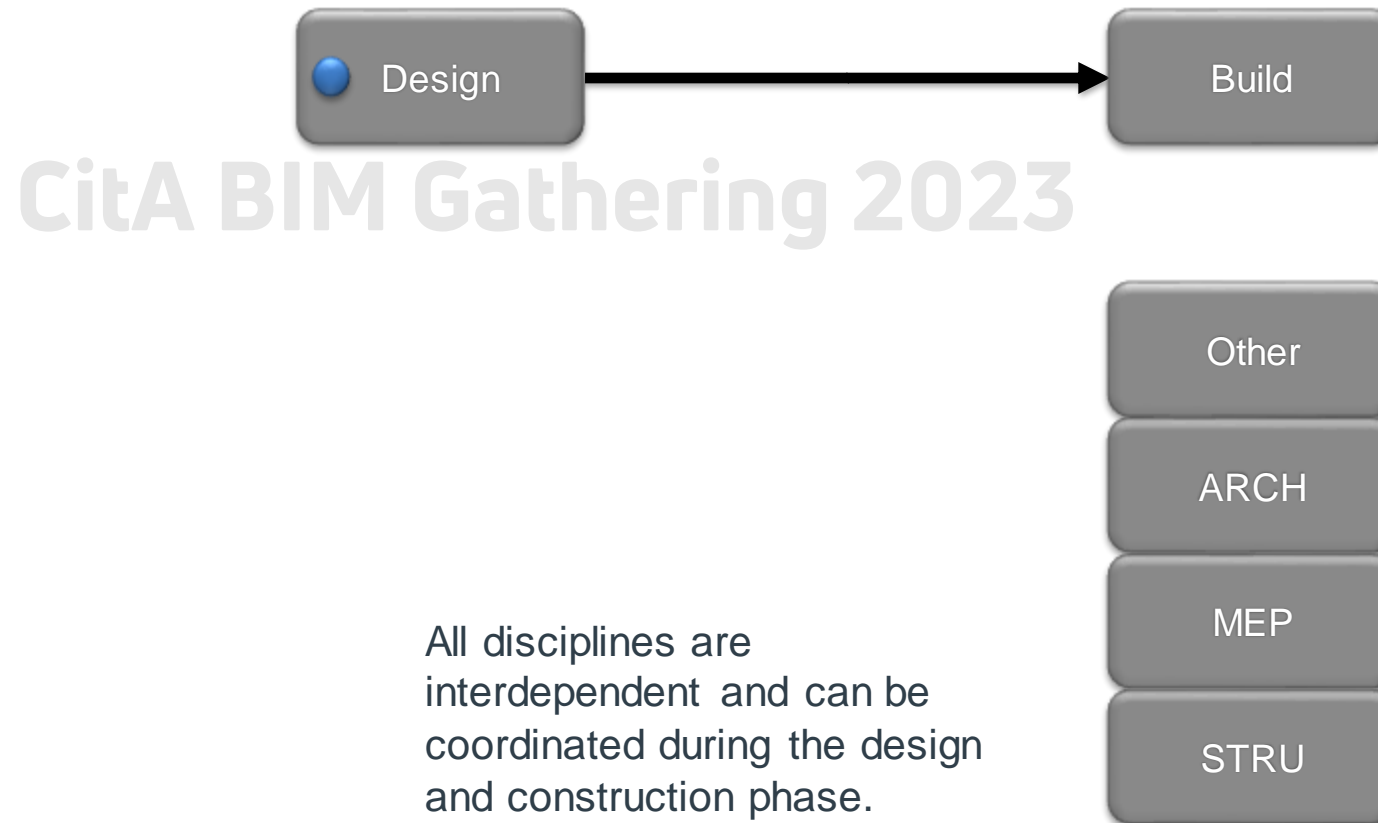 Design
Build
CitA BIM Gathering 2023
Other
ARCH
MEP
STRU
All disciplines are
interdependent and can be
coordinated during the design
and construction phase.